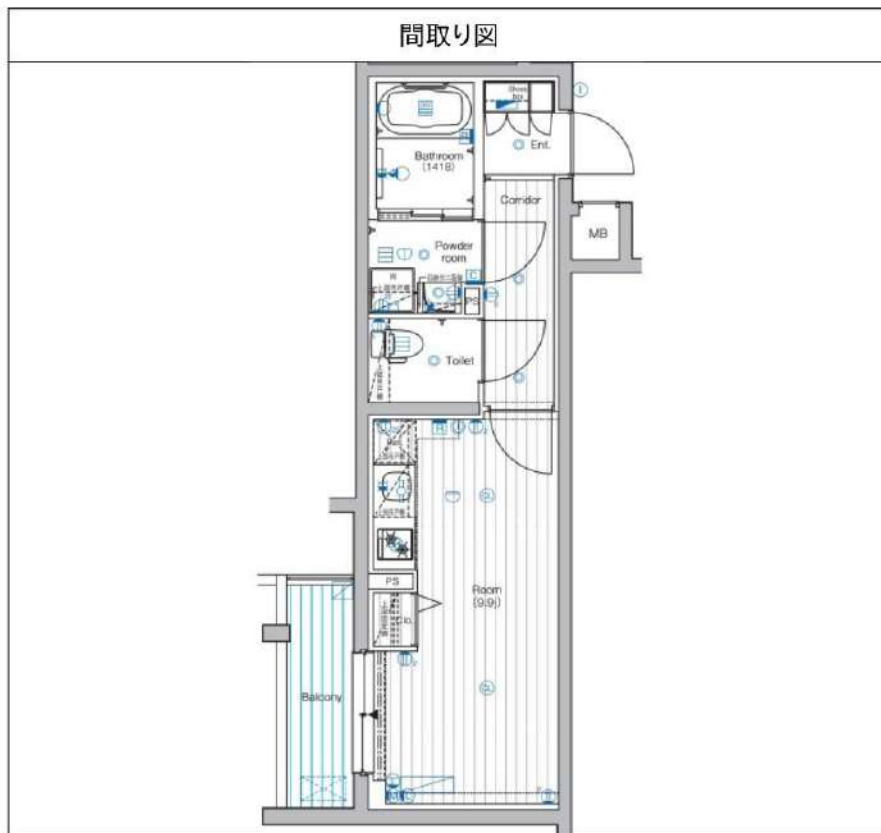 間取り図
Shoes
box
Ent.
Bathroom
(1418)
Corridor
MB
Powder
room
W
C
PS
Toilet
R
PS
Room
(9.9j)
Clo.
Balcony